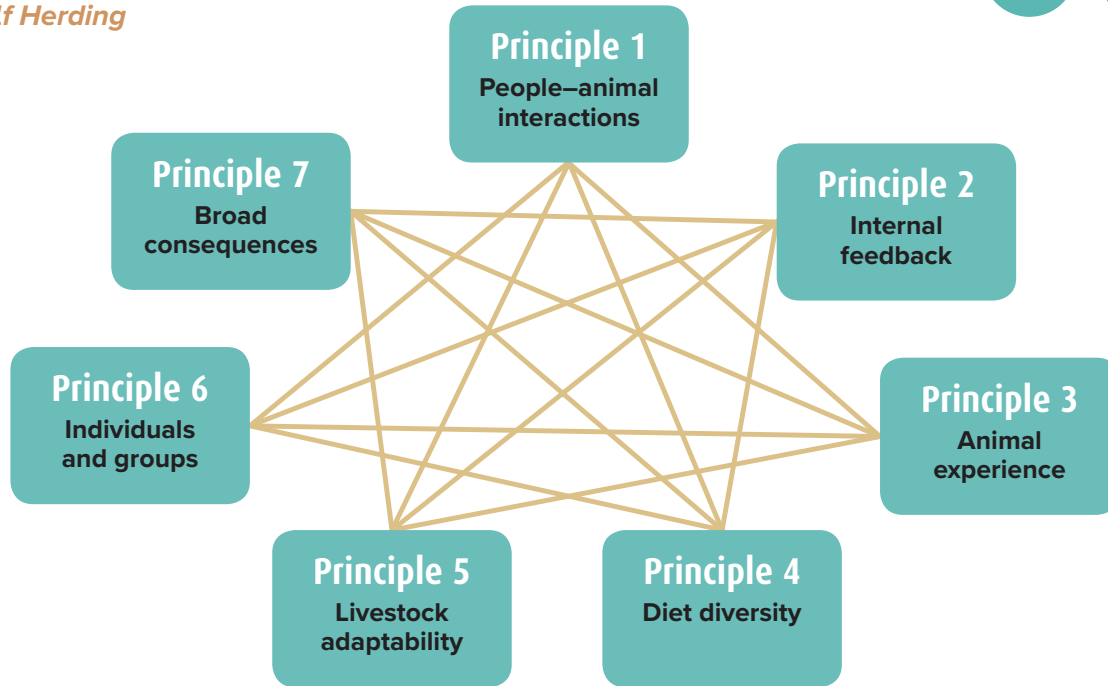 Herding
Principle 1
People–animal
interactions
Principle 2
Internal
feedback
Principle 3
Animal
experience
Principle 4
Diet diversity
Principle 5
Livestock
adaptability
Principle 6
Individuals
and groups
Principle 7
Broad
consequences